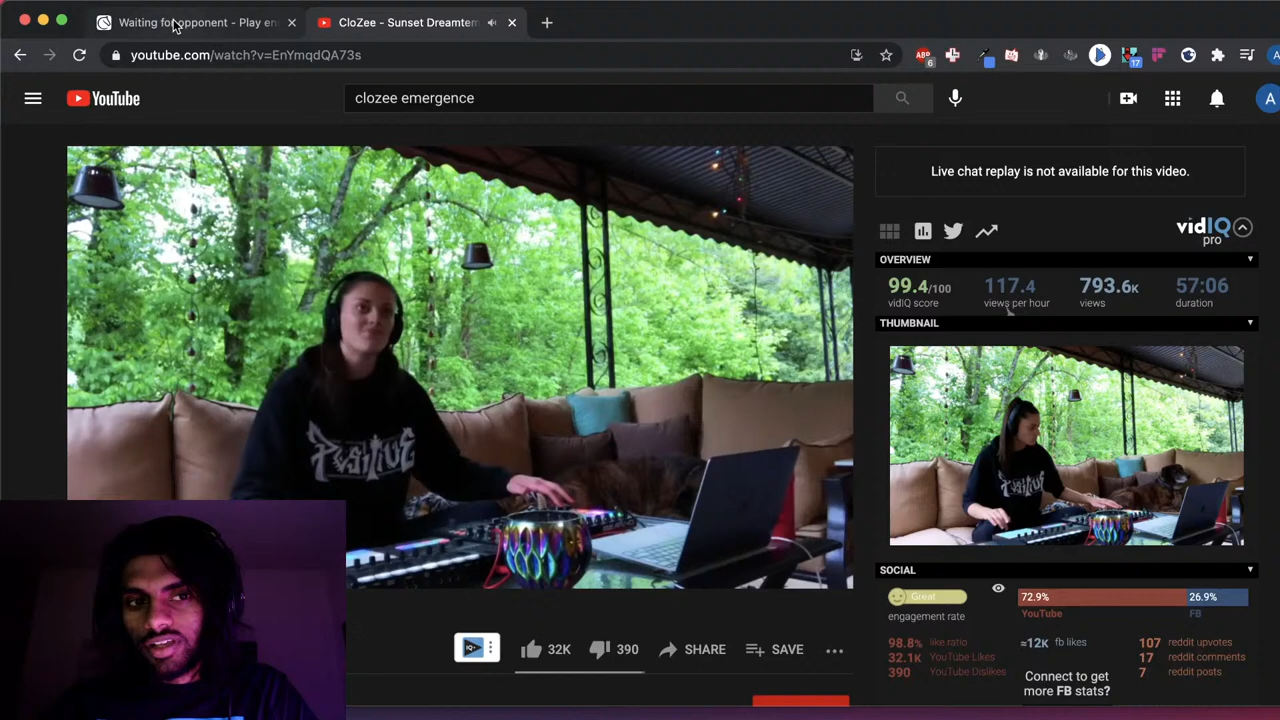 Waiting for opponent - Play en
CloZee - Sunset Dreamtem
youtube.com/watch?v=EnYmqdQA73s
ABP
6
17
A
YouTube
clozee emergence
A
Live chat replay is not available for this video.
vidIQ
pro
OVERVIEW
99.4/100
vidIQ score
117.4
views per hour
793.6K
views
57:06
duration
THUMBNAIL
POSITIVE
SOCIAL
Great
engagement rate
72.9%
26.9%
YouTube
FB
98.8% like ratio
32.1K YouTube Likes
390 YouTube Dislikes
≈12K fb likes
Connect to get
more FB stats?
107 reddit upvotes
17 reddit comments
7 reddit posts
32K
390
SHARE
SAVE